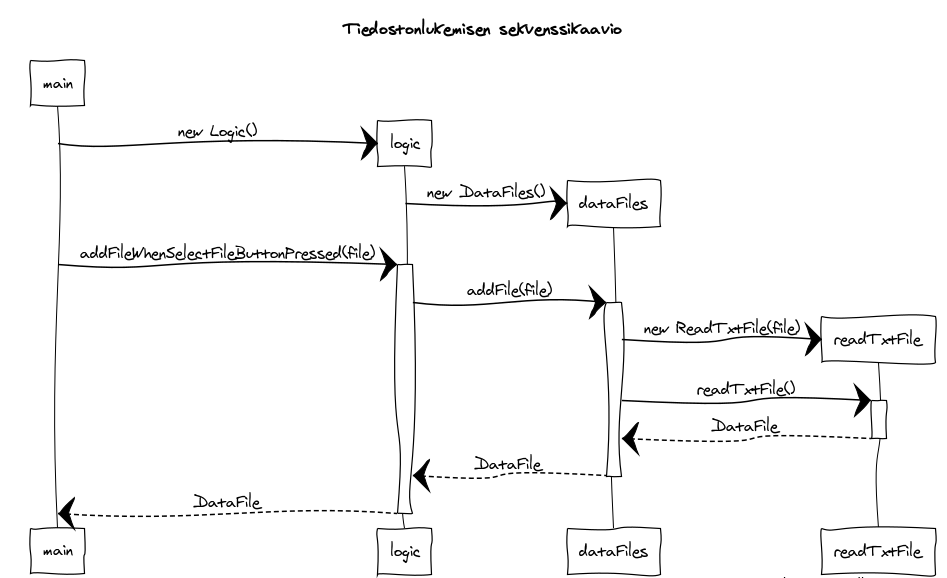 Tiedostonlukemisen sekvenssikaavio
main
new Logic()
logic
new DataFiles()
dataFiles
addFileWhenSelectFileButtonPressed(file)
addFile(file)
new ReadTxtFile(file)
readTxtFile
readTxtFile()
DataFile
DataFile
DataFile
main
logic
dataFiles
readTxtFile